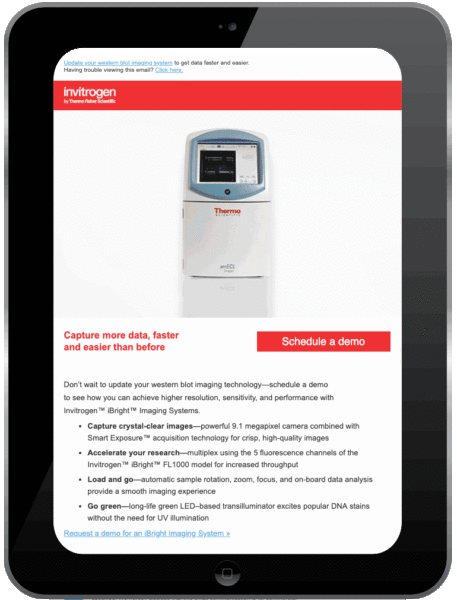 Update your western blot imaging system to get data faster and easier.
Having trouble viewing this email? Click here.
invitrogen
by Thermo Fisher Scientific
Thermo
SCIENTIFIC
Capture more data, faster
and easier than before
Schedule a demo
Don't wait to update your western blot imaging technology—schedule a demo
to see how you can achieve higher resolution, sensitivity, and performance with
Invitrogen™ iBright™ Imaging Systems.
• Capture crystal-clear images—powerful 9.1 megapixel camera combined with
Smart Exposure™ acquisition technology for crisp, high-quality images
• Accelerate your research—multiplex using the 5 fluorescence channels of the
Invitrogen™ iBright™ FL1000 model for increased throughput
• Load and go—automatic sample rotation, zoom, focus, and on-board data analysis
provide a smooth imaging experience
• Go green—long-life green LED–based transilluminator excites popular DNA stains
without the need for UV illumination
Request a demo for an iBright Imaging System »